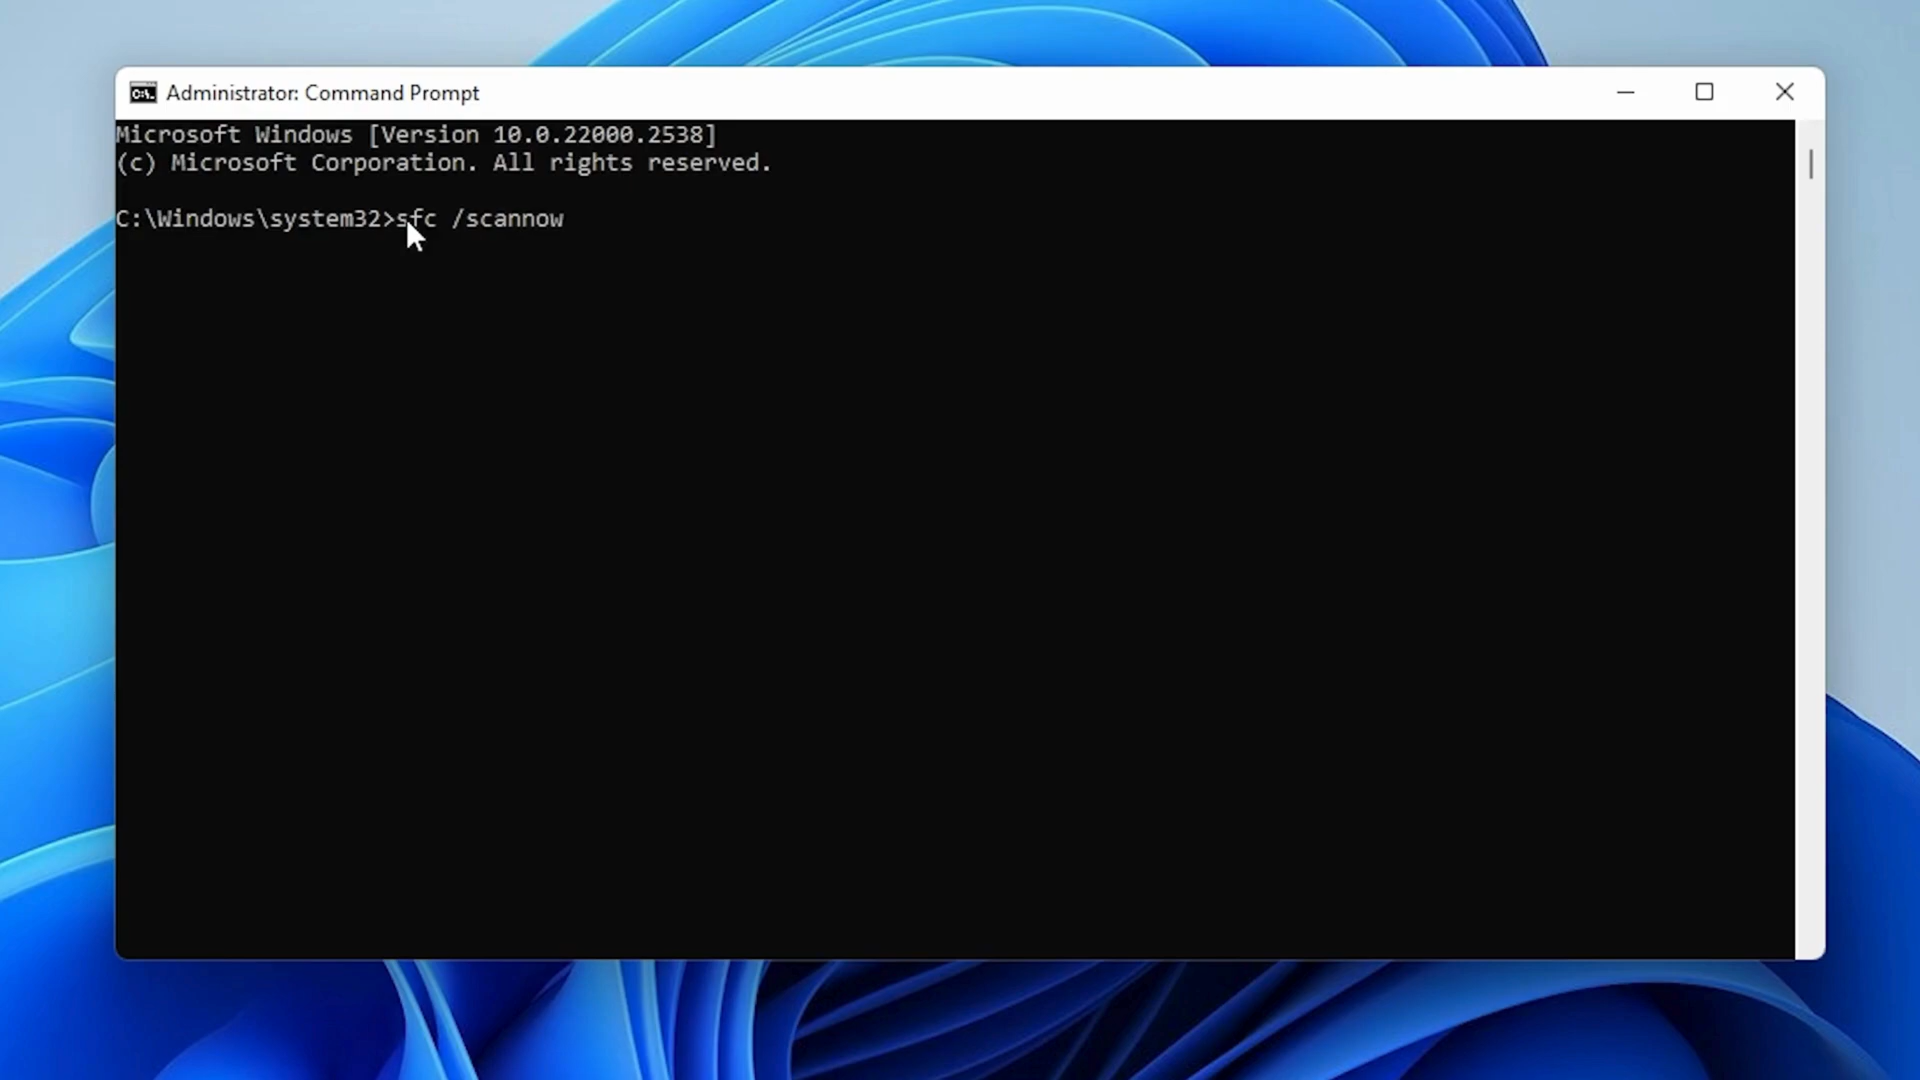 Administrator: Command Prompt
Microsoft Windows [Version 10.0.22000.2538]
(c) Microsoft Corporation. All rights reserved.
C:\Windows\system32>sfc /scannow